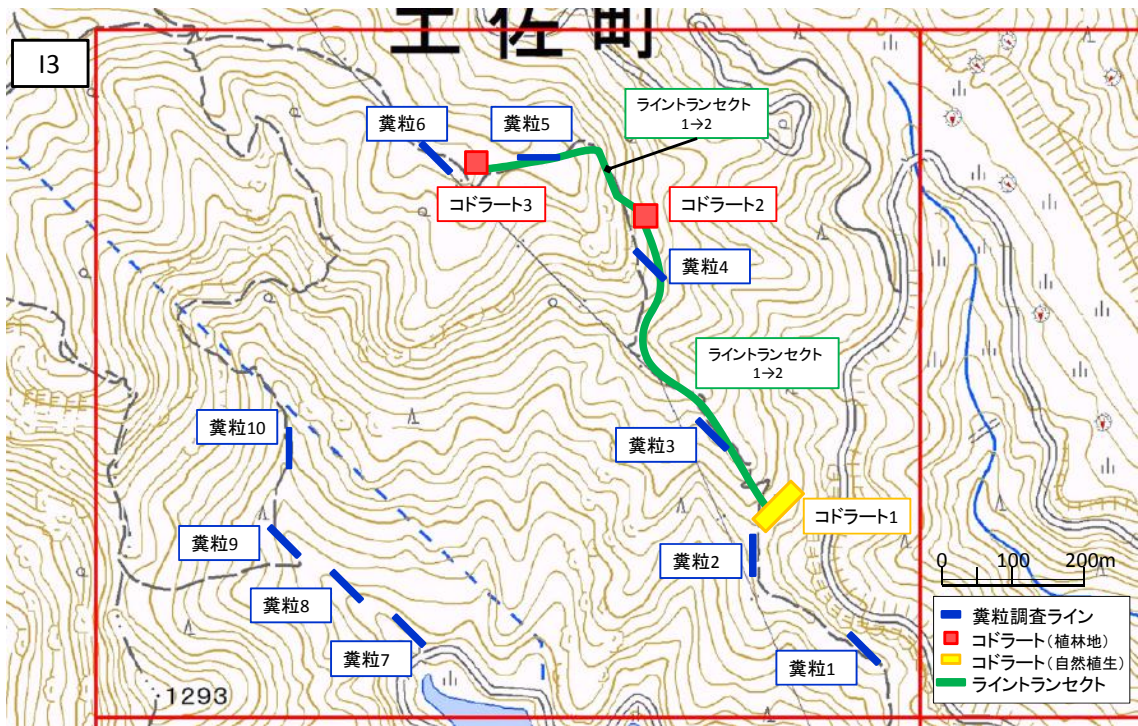 土佐町
I3
糞粒6
糞粒5
ライントランセクト
1→2
コドラート3
コドラート2
糞粒4
ライントランセクト
1→2
糞粒10
糞粒3
コドラート1
糞粒9
糞粒2
糞粒8
糞粒7
糞粒1
1293
0 100 200m
糞粒調査ライン
コドラート(植林地)
コドラート(自然植生)
ライントランセクト